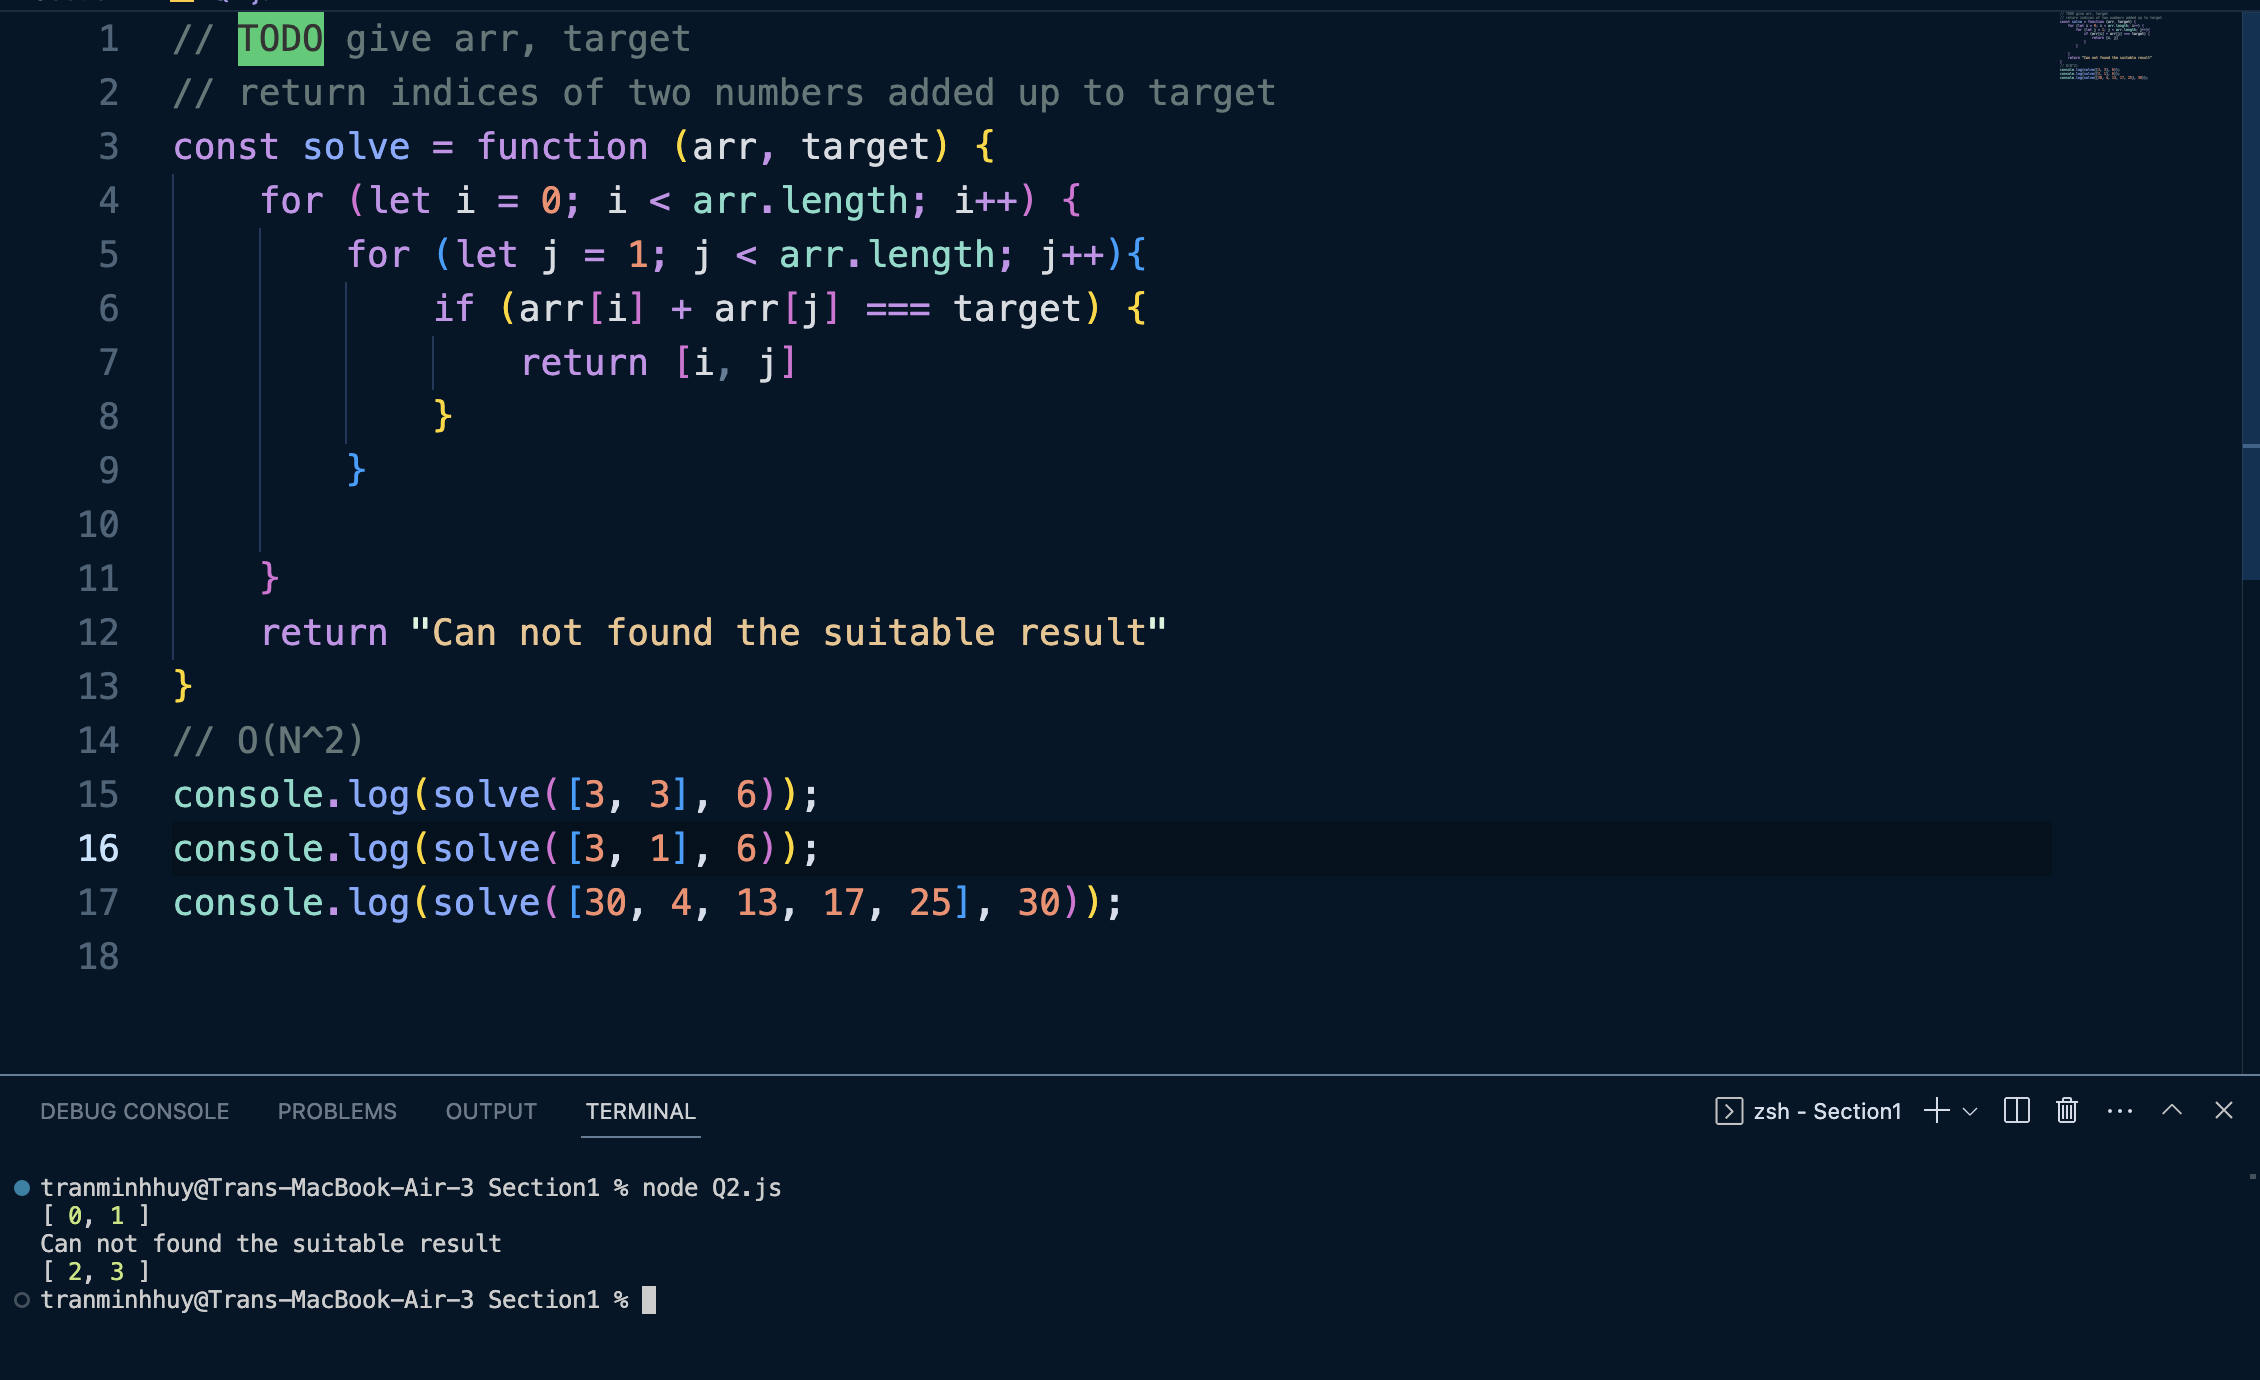 1 // TODO give arr, target
2 // return indices of two numbers added up to target
3 const solve = function (arr, target) {
4 for (let i = 0; i < arr.length; i++) {
5 for (let j = 1; j < arr.length; j++){
6 if (arr[i] + arr[j] === target) {
7 return [i, j]
8 }
9 }
10
11 }
12 return "Can not found the suitable result"
13 }
14 // O(N^2)
15 console.log(solve([3, 3], 6));
16 console.log(solve([3, 1], 6));
17 console.log(solve([30, 4, 13, 17, 25], 30));
18
DEBUG CONSOLE PROBLEMS OUTPUT TERMINAL zsh - Section1
tranminhhuy@Trans-MacBook-Air-3 Section1 % node Q2.js
[ 0, 1 ]
Can not found the suitable result
[ 2, 3 ]
tranminhhuy@Trans-MacBook-Air-3 Section1 %